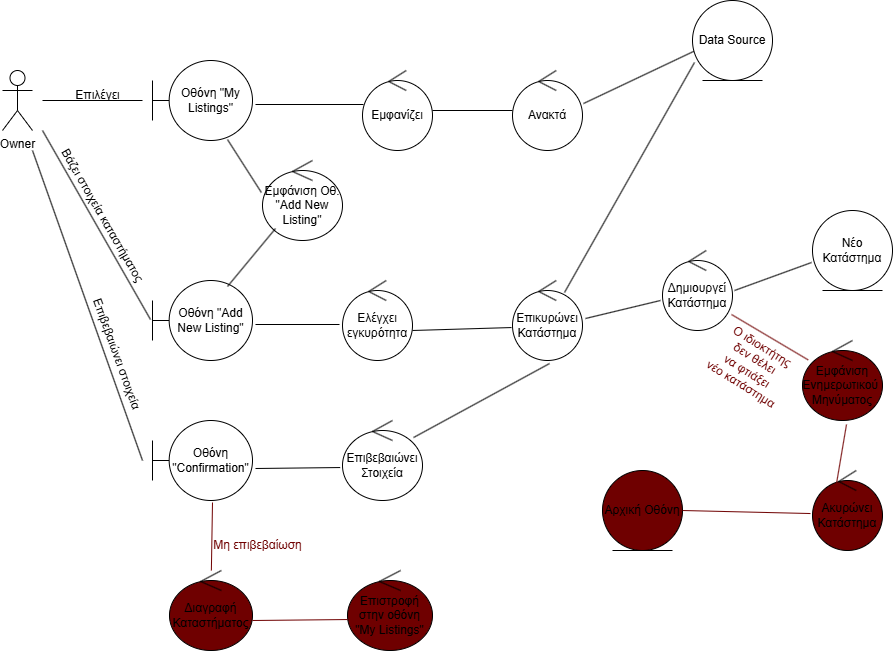 Data Source
Οθόνη "My
Listings"
Επιλέγει
Εμφανίζει
Ανακτά
Owner
Βάζει στοιχεία καταστήματος
Εμφάνιση Οθ.
"Add New
Listing"
Νέο
Κατάστημα
Δημιουργεί
Κατάστημα
Οθόνη "Add
New Listing"
Ελέγχει
εγκυρότητα
Επικυρώνει
Κατάστημα
Επιβεβαιώνει στοιχεία
Ο ιδιοκτήτης
δεν θέλει
να φτιάξει
νέο κατάστημα
Εμφάνιση
Ενημερωτικού
Μηνύματος
Οθόνη
"Confirmation"
Επιβεβαιώνει
Στοιχεία
Αρχική Οθόνη
Ακυρώνει
Κατάστημα
Μη επιβεβαίωση
Διαγραφή
Καταστήματος
Επιστροφή
στην οθόνη
"My Listings"